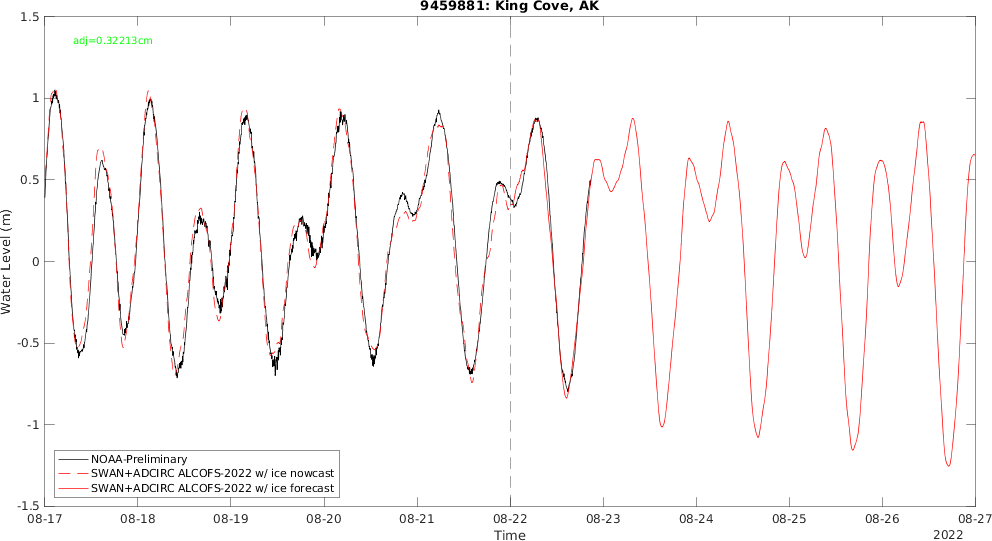 9459881: King Cove, AK
adj=0.32213cm
1.5
1
0.5
0
-0.5
-1
-1.5
Water Level (m)
NOAA-Preliminary
SWAN+ADCIRC ALCOFS-2022 w/ ice nowcast
SWAN+ADCIRC ALCOFS-2022 w/ ice forecast
08-17 08-18 08-19 08-20 08-21 08-22 08-23 08-24 08-25 08-26 08-27
Time
2022